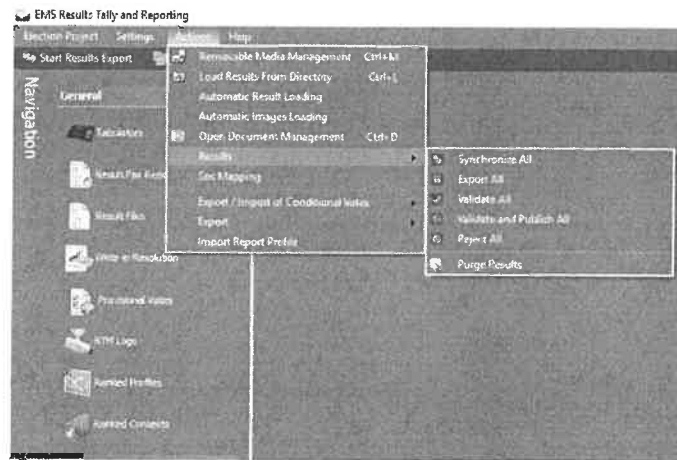 EMS Results Tally and Reporting
Election Project Settings Actions Help
Start Results Export
Navigation
General
Tabulators
Result Files
Write-in Resolution
Provisional Votes
RTM Logs
Ranked Profiles
Ranked Contests
Removable Media Management Ctrl+M
Load Results From Directory Ctrl+L
Automatic Result Loading
Automatic Images Loading
Open Document Management Ctrl+D
Results
Export / Import of Conditional Votes
Export
Import Report Profile
Synchronize All
Export All
Validate All
Validate and Publish All
Reject All
Purge Results